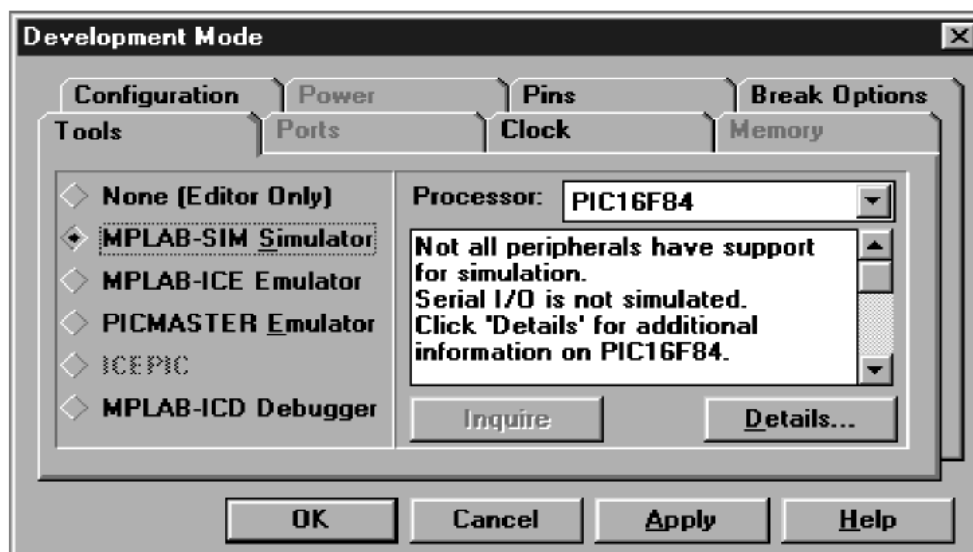 Development Mode
Configuration Power Pins Break Options
Tools Ports Clock Memory
None (Editor Only)
MPLAB-SIM Simulator
MPLAB-ICE Emulator
PICMASTER Emulator
ICEPIC
MPLAB-ICD Debugger
Processor: PIC16F84
Not all peripherals have support
for simulation.
Serial I/O is not simulated.
Click 'Details' for additional
information on PIC16F84.
Inquire Details...
OK Cancel Apply Help